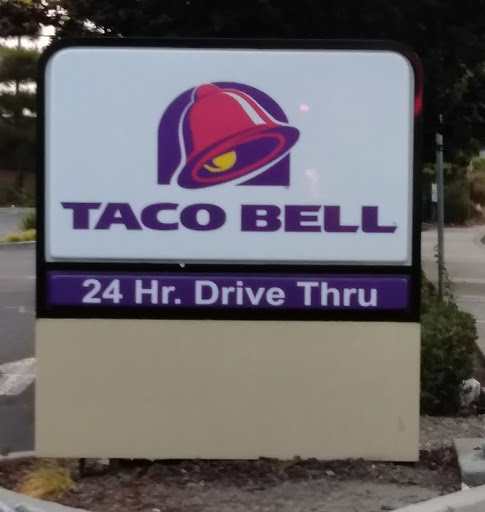 TACO BELL
24 Hr. Drive Thru